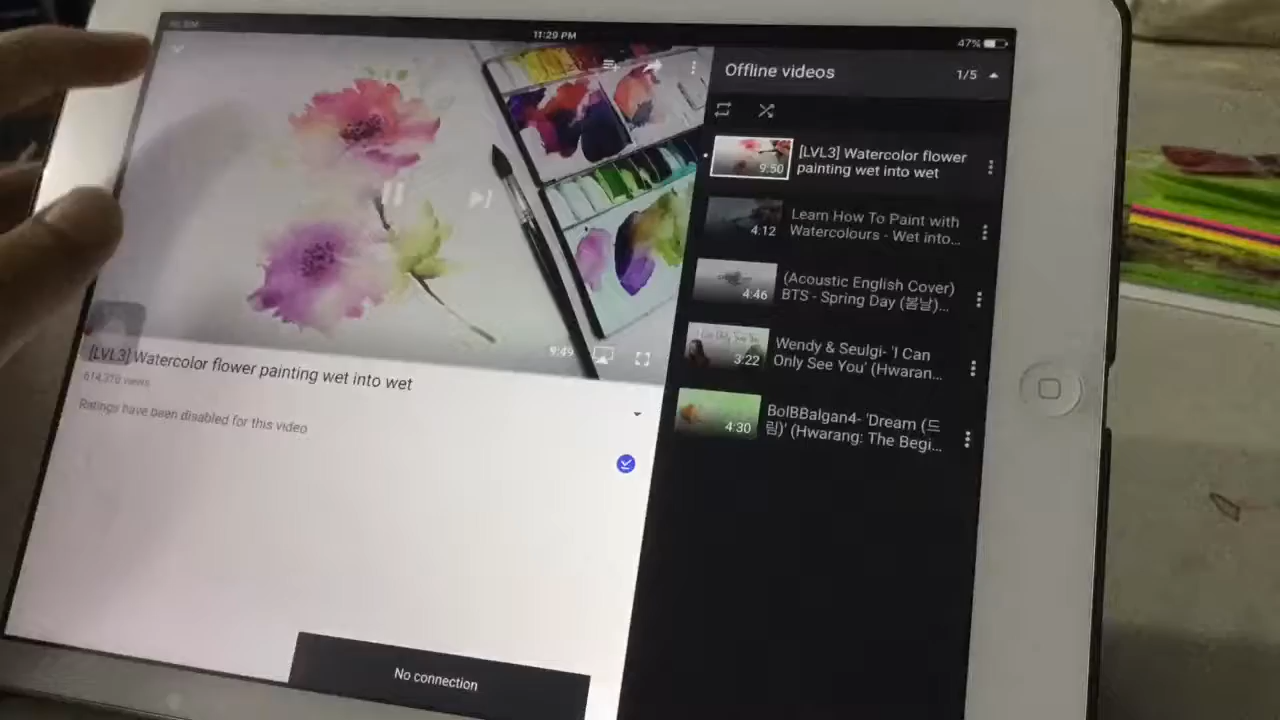 No SIM
11:29 PM
47%
Offline videos
1/5
9:50
[LVL3] Watercolor flower
painting wet into wet
4:12
Learn How To Paint with
Watercolours - Wet into...
4:46
(Acoustic English Cover)
BTS - Spring Day (봄날)...
3:22
Wendy & Seulgi- 'I Can
Only See You' (Hwaran...
4:30
BolBBalgan4- 'Dream (드
림)' (Hwarang: The Begi...
9:49
[LVL3] Watercolor flower painting wet into wet
views
Ratings have been disabled for this video
No connection